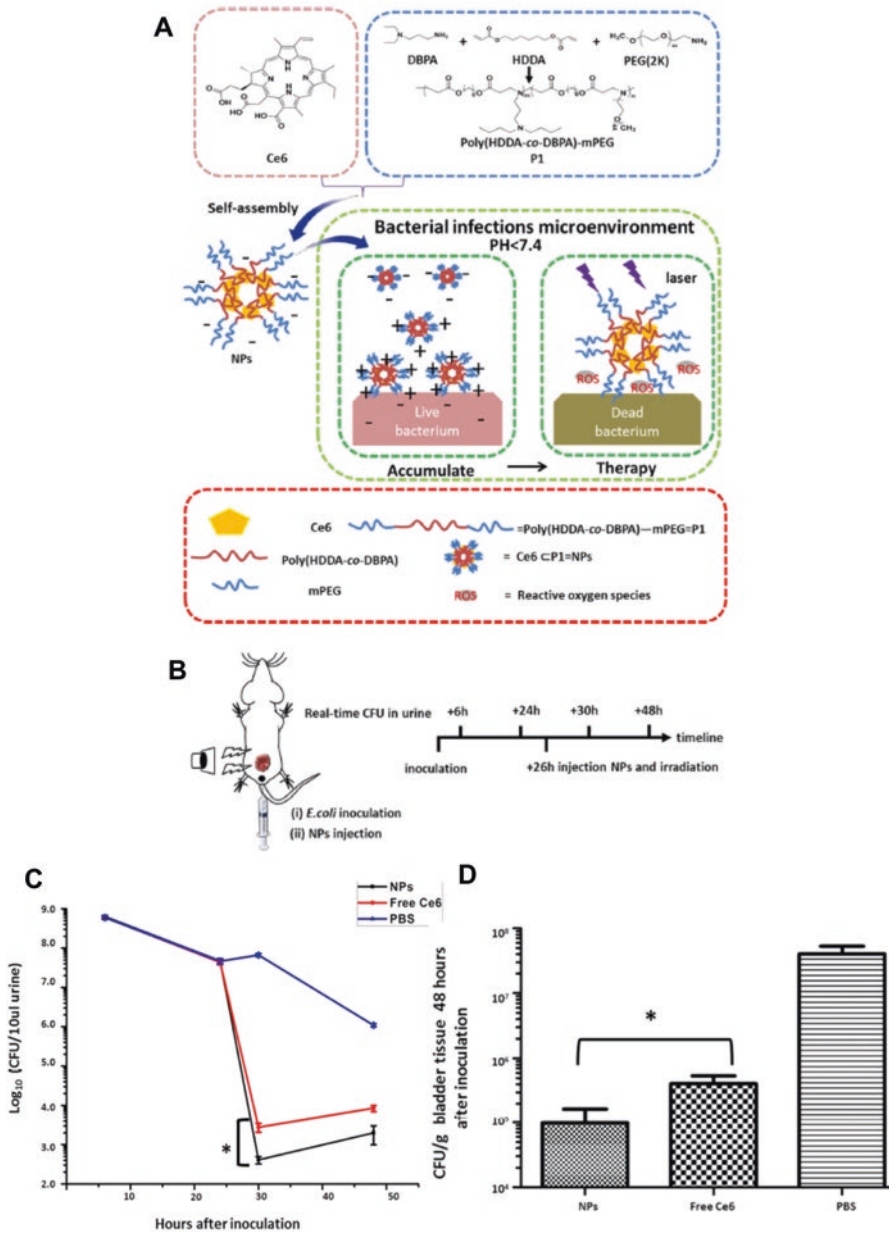 A
DBPA + HDDA + PEG(2K)
Ce6
Poly(HDDA-co-DBPA)-mPEG
P1
Self-assembly
Bacterial infections microenvironment
PH<7.4
laser
NPs
ROS
ROS
ROS
Live
bacterium
Dead
bacterium
Accumulate
Therapy
Ce6
=Poly(HDDA-co-DBPA)—mPEG=P1
Poly(HDDA-co-DBPA)
= Ce6 ⊂P1=NPs
mPEG
ROS = Reactive oxygen species
B
Real-time CFU in urine +6h +24h +30h +48h
timeline
inoculation +26h injection NPs and irradiation
(i) E.coli inoculation
(ii) NPs injection
C
NPs
Free Ce6
PBS
Log10 (CFU/10ul urine)
9.0
8.0
7.0
6.0
5.0
4.0
3.0
2.0
*
10 20 30 40 50
Hours after inoculation
D
CFU/g bladder tissue 48 hours
after inoculation
10⁸
10⁷
10⁶
10⁵
10⁴
*
NPs Free Ce6 PBS